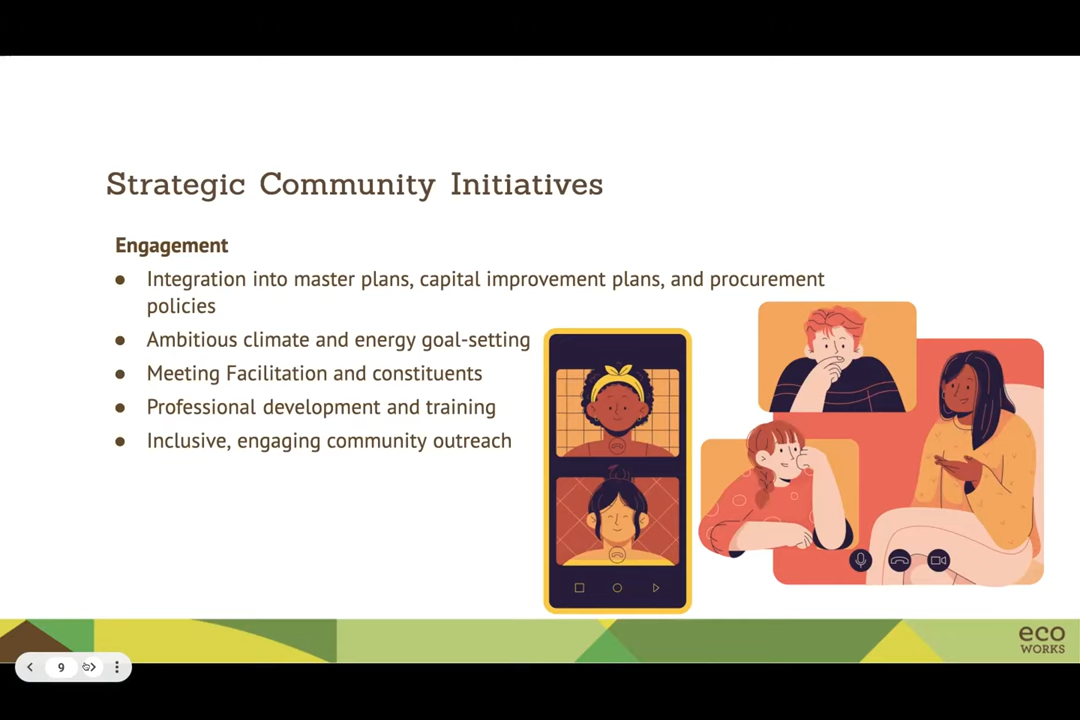 Strategic Community Initiatives
Engagement
● Integration into master plans, capital improvement plans, and procurement
policies
● Ambitious climate and energy goal-setting
● Meeting Facilitation and constituents
● Professional development and training
● Inclusive, engaging community outreach
eco
WORKS
9